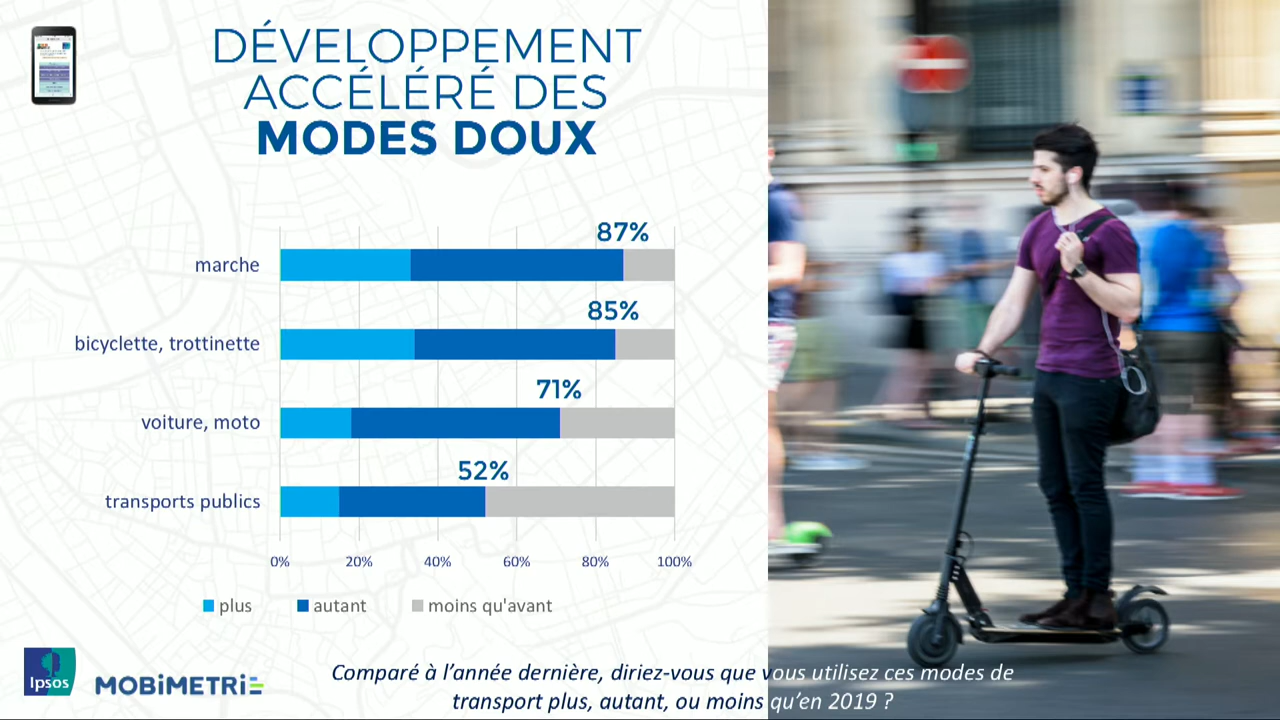 DÉVELOPPEMENT
ACCÉLÉRÉ DES
MODES DOUX
87%
marche
85%
bicyclette, trottinette
71%
voiture, moto
52%
transports publics
0% 20% 40% 60% 80% 100%
plus autant moins qu'avant
Ipsos
MOBiMETRiE
Comparé à l’année dernière, diriez-vous que vous utilisez ces modes de
transport plus, autant, ou moins qu’en 2019 ?